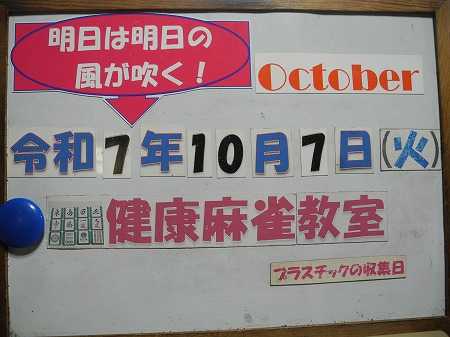 明日は明日の
風が吹く！
October
令和7年10月7日(火)
健康麻雀教室
プラスチックの収集日